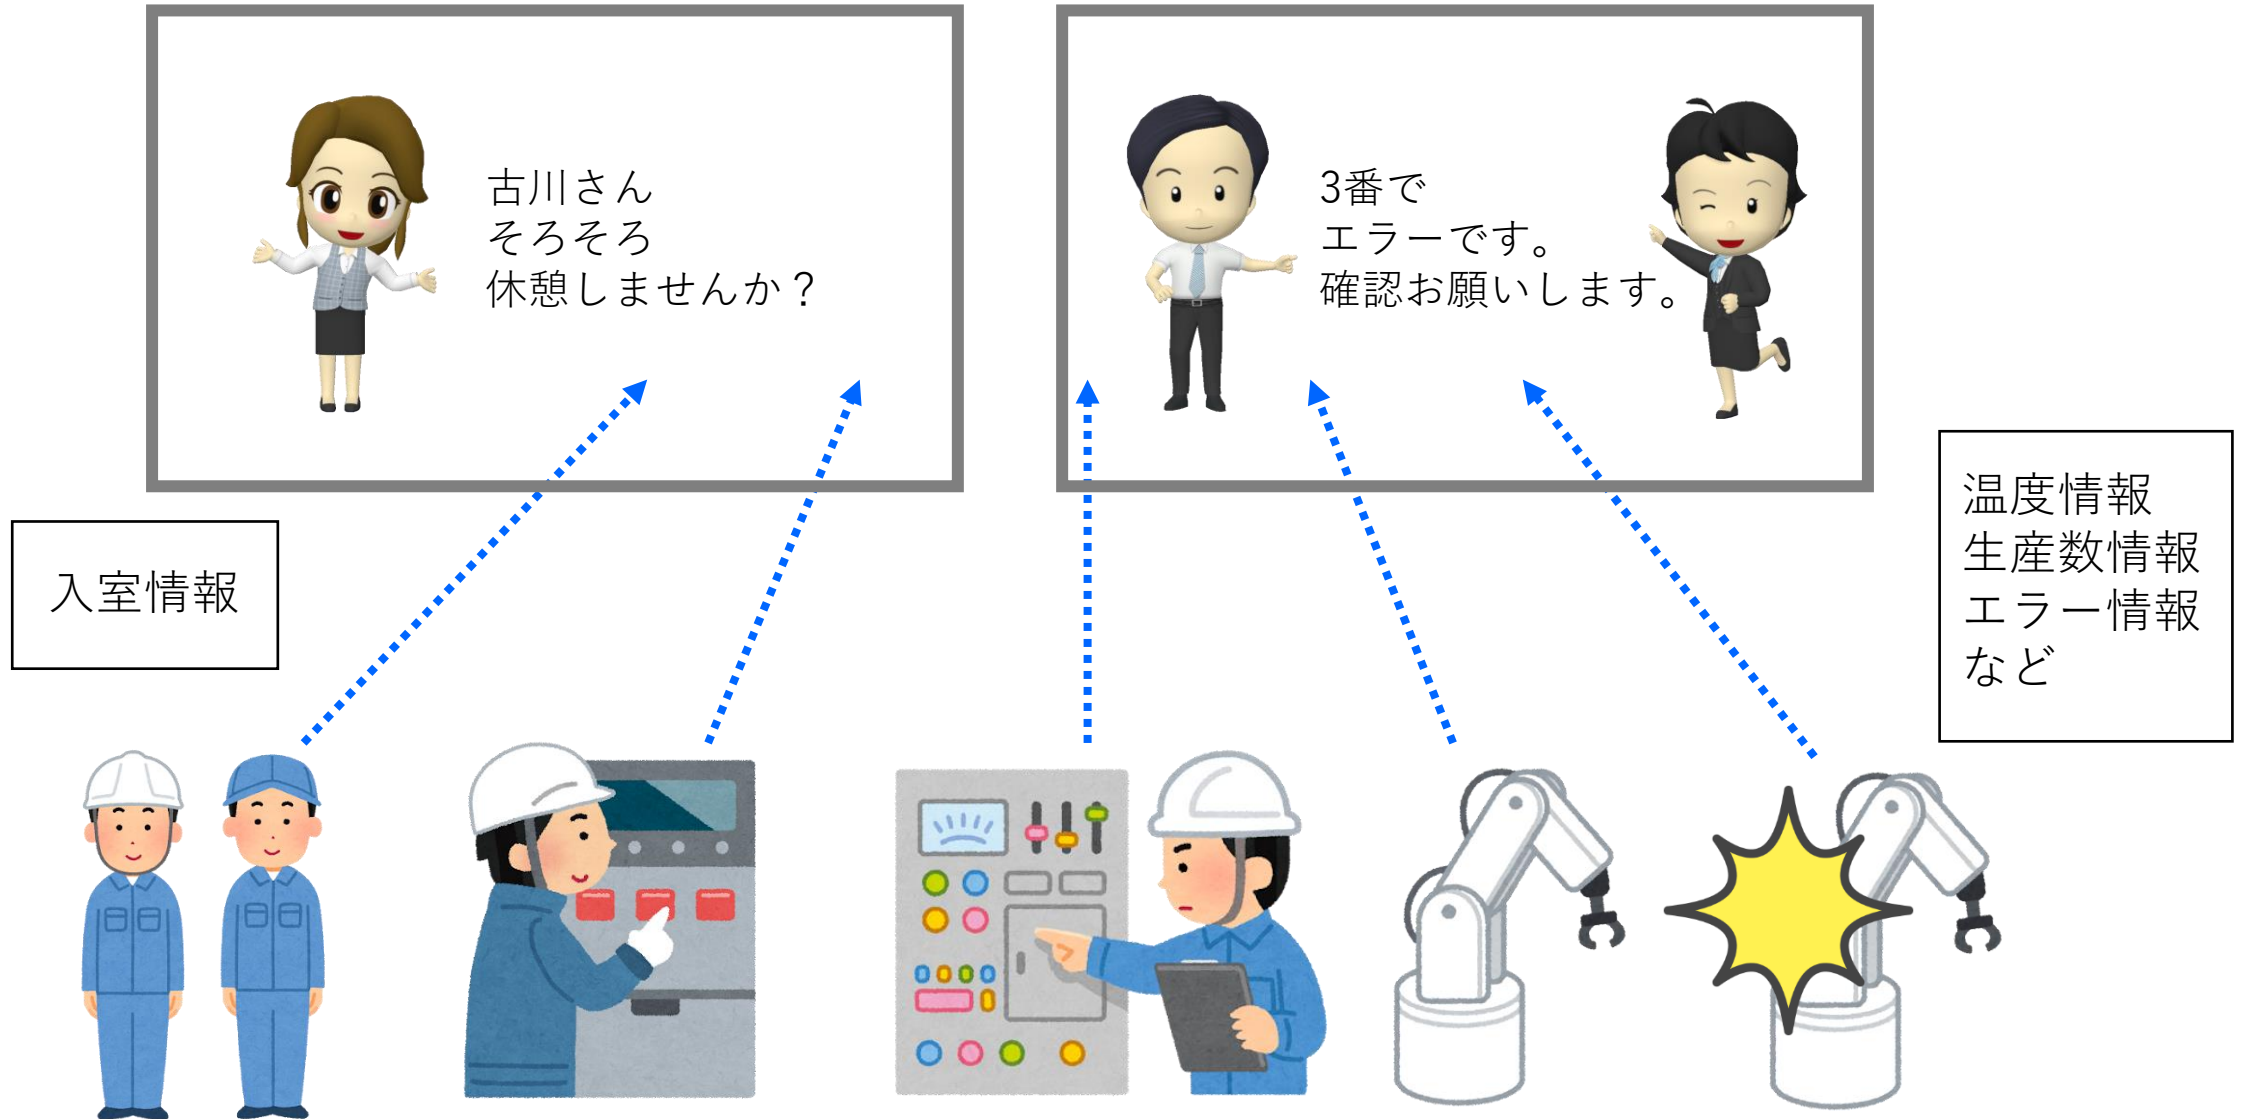 古川さん
そろそろ
休憩しませんか？
3番で
エラーです。
確認お願いします。
入室情報
温度情報
生産数情報
エラー情報
など